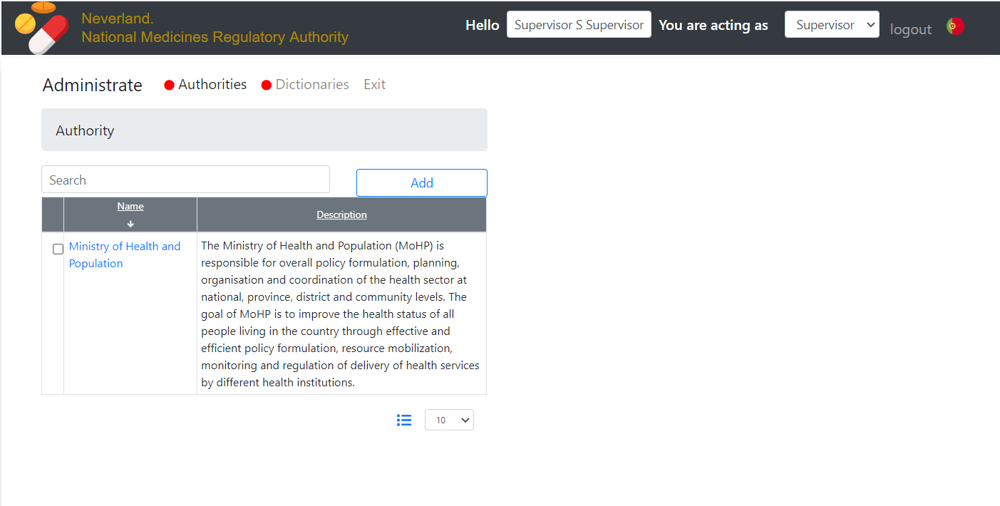 Neverland.
National Medicines Regulatory Authority
Hello Supervisor S Supervisor You are acting as Supervisor logout
Administrate Authorities Dictionaries Exit
Authority
Search
Add
Name
Description
Ministry of Health and
Population
The Ministry of Health and Population (MoHP) is
responsible for overall policy formulation, planning,
organisation and coordination of the health sector at
national, province, district and community levels. The
goal of MoHP is to improve the health status of all
people living in the country through effective and
efficient policy formulation, resource mobilization,
monitoring and regulation of delivery of health services
by different health institutions.
10